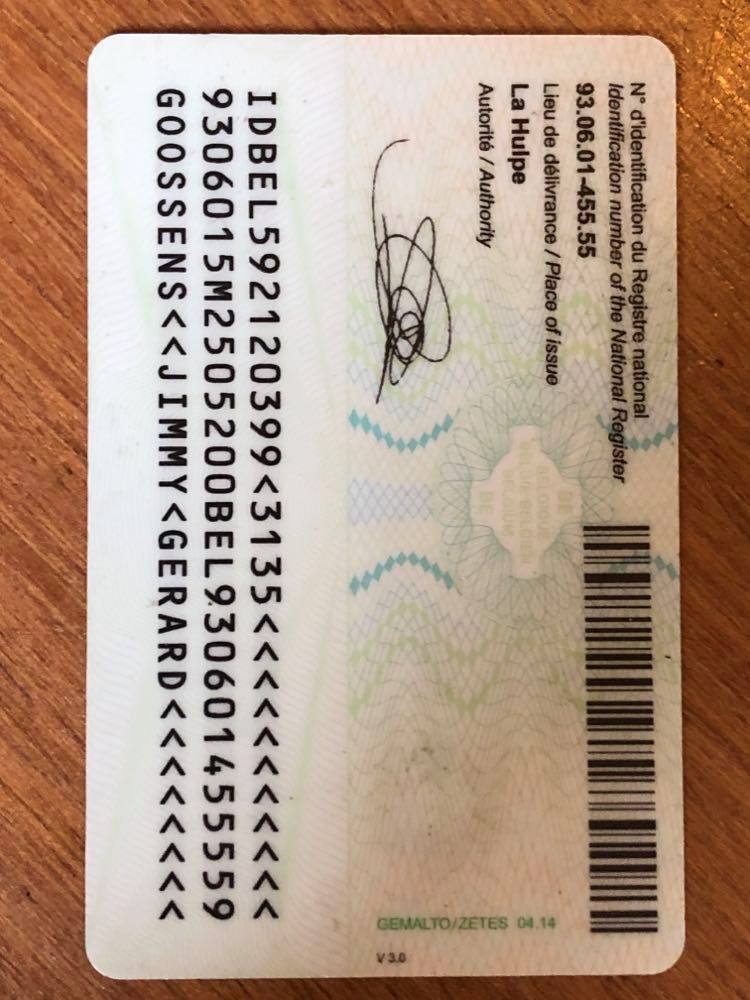 N° d'identification du Registre national
Identification number of the National Register
93.06.01-455.55
Lieu de délivrance / Place of issue
La Hulpe
Autorité / Authority
GEMALTO/ZETES 04.14
V 3.0
IDBEL592120399<3135<<<<<<<<<<<
9306015M2505200BEL930601455559
GOOSSENS<<JIMMY<GERARD<<<<<<<<